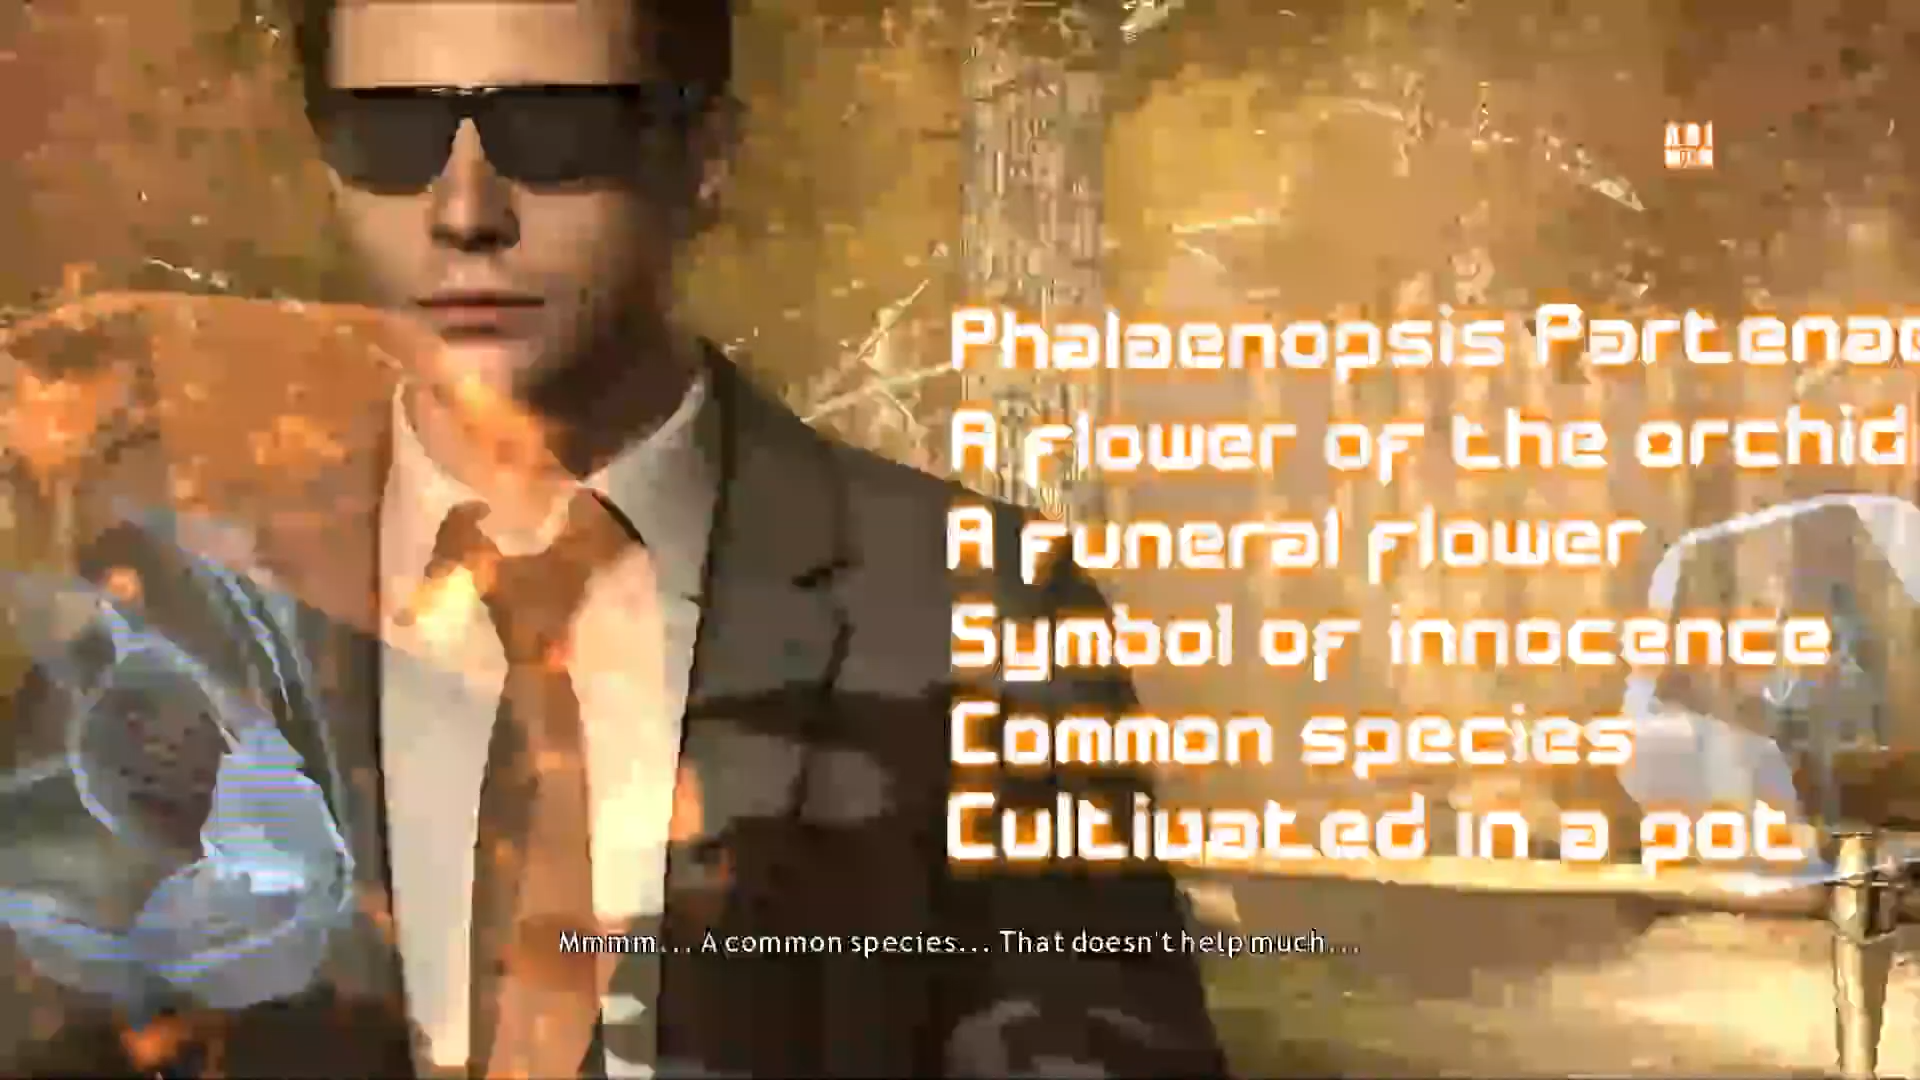 ARI
Phalaenopsis Partenac
A flower of the orchid
A funeral flower
Symbol of innocence
Common species
Cultivated in a pot
Mmmm... A common species... That doesn't help much...